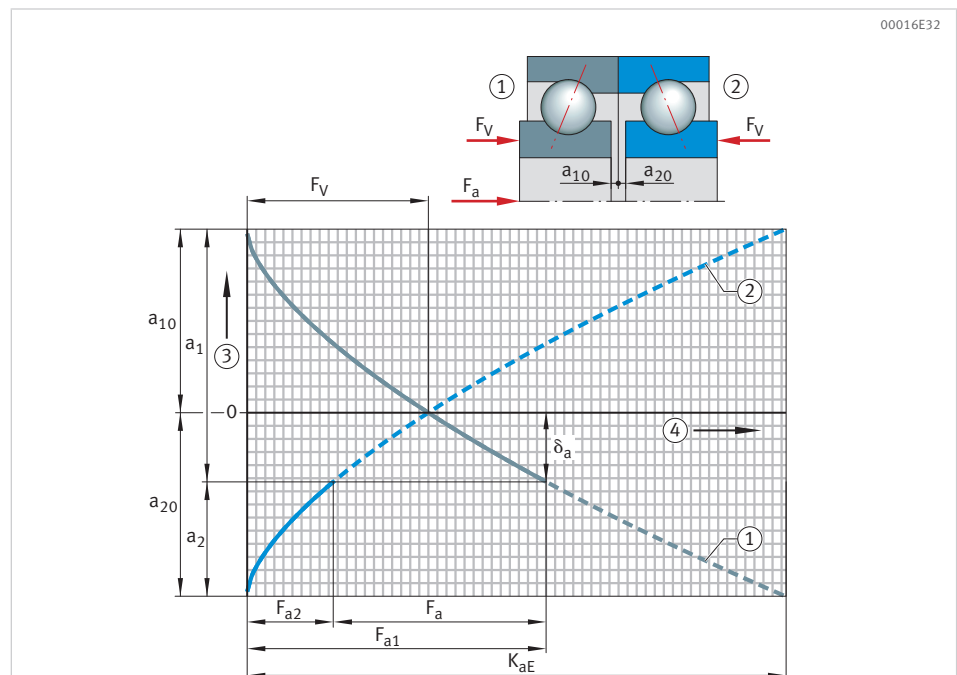 00016E32
1
2
F_V
F_V
a_10
a_20
F_a
F_V
2
a_10
a_1
3
0
4
δ_a
a_20
a_2
1
F_a2
F_a
F_a1
K_aE